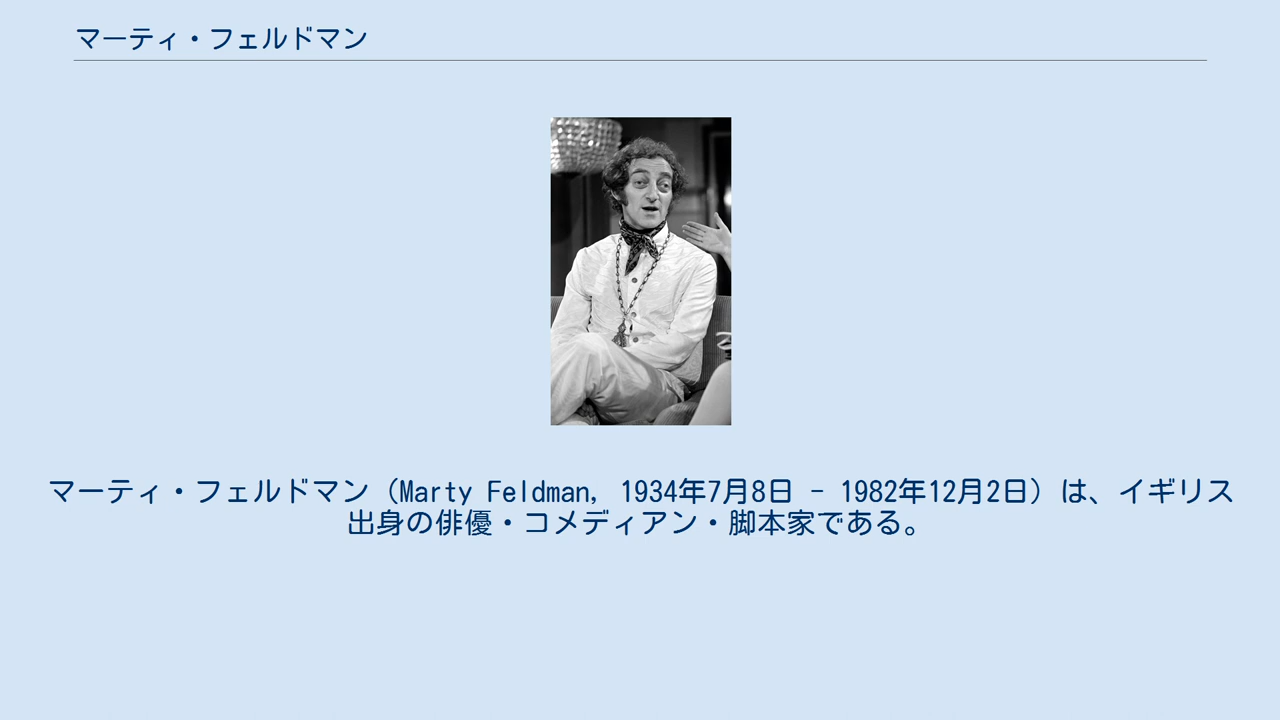 マーティ・フェルドマン
マーティ・フェルドマン（Marty Feldman, 1934年7月8日 - 1982年12月2日）は、イギリス
出身の俳優・コメディアン・脚本家である。